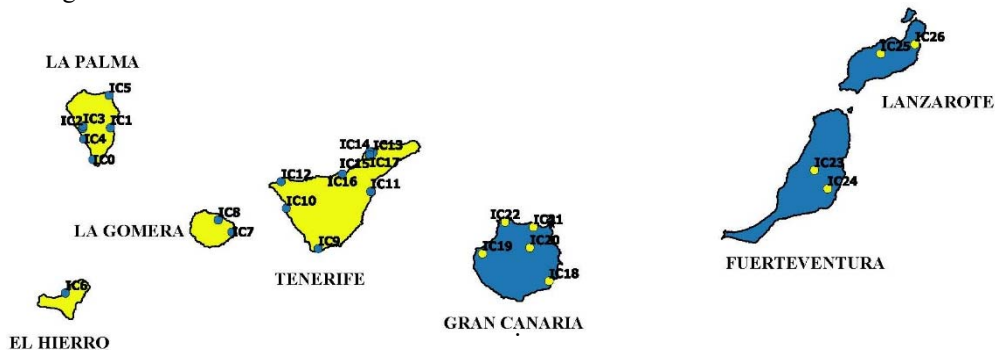 LA PALMA
IC5
IC2
IC3
IC1
IC4
IC0
IC14
IC13
IC15
IC17
IC12
IC16
IC11
IC10
IC8
IC7
LA GOMERA
IC9
TENERIFE
IC6
EL HIERRO
IC22
IC21
IC19
IC20
IC18
GRAN CANARIA
IC26
IC25
LANZAROTE
IC23
IC24
FUERTEVENTURA